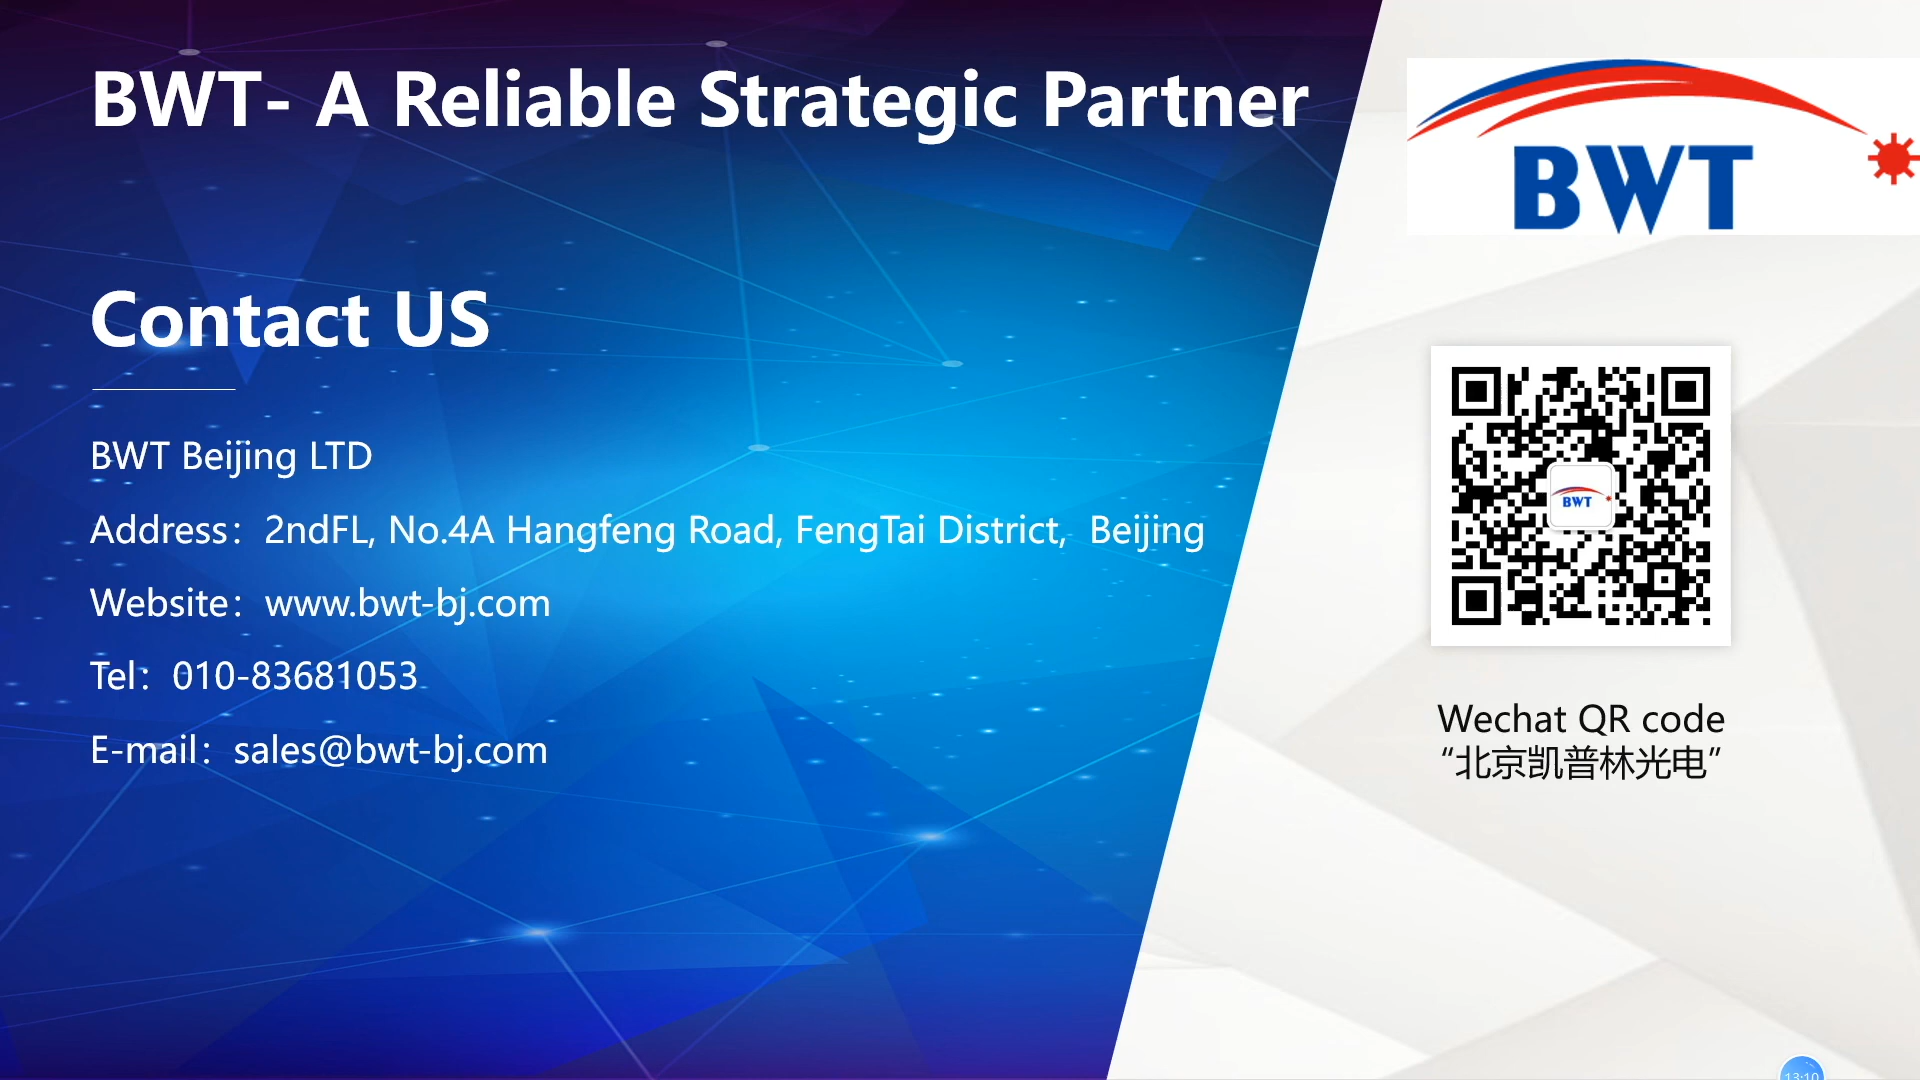 BWT- A Reliable Strategic Partner
BWT
Contact US
BWT Beijing LTD
Address：2ndFL, No.4A Hangfeng Road, FengTai District,  Beijing
Website：www.bwt-bj.com
Tel：010-83681053
E-mail：sales@bwt-bj.com
BWT
Wechat QR code
“北京凯普林光电”
13:10